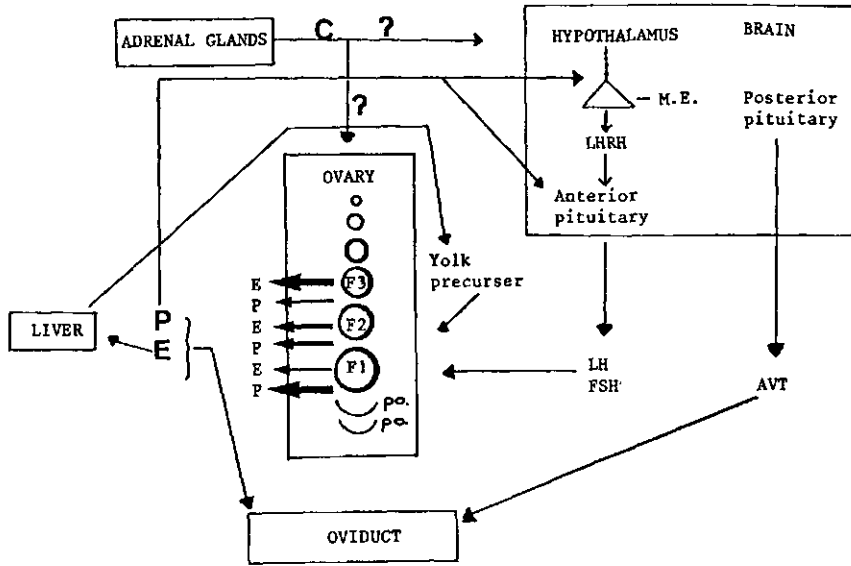 ADRENAL GLANDS
C ?
?
HYPOTHALAMUS
BRAIN
M.E.
LHRH
Anterior
pituitary
Posterior
pituitary
OVARY
F3
F2
F1
po.
po.
E
P
E
P
E
P
Yolk
precurser
LIVER
P
E
LH
FSH
AVT
OVIDUCT